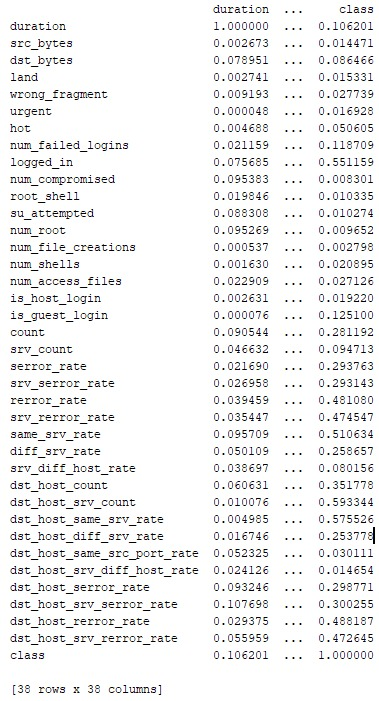 duration ... class
duration 1.000000 ... 0.106201
src_bytes 0.002673 ... 0.014471
dst_bytes 0.078951 ... 0.086466
land 0.002741 ... 0.015331
wrong_fragment 0.009193 ... 0.027739
urgent 0.000048 ... 0.016928
hot 0.004688 ... 0.050605
num_failed_logins 0.021159 ... 0.118709
logged_in 0.075685 ... 0.551159
num_compromised 0.095383 ... 0.008301
root_shell 0.019846 ... 0.010335
su_attempted 0.088308 ... 0.010274
num_root 0.095269 ... 0.009652
num_file_creations 0.000537 ... 0.002798
num_shells 0.001630 ... 0.020895
num_access_files 0.022909 ... 0.027126
is_host_login 0.002631 ... 0.019220
is_guest_login 0.000076 ... 0.125100
count 0.090544 ... 0.281192
srv_count 0.046632 ... 0.094713
serror_rate 0.021690 ... 0.293763
srv_serror_rate 0.026958 ... 0.293143
rerror_rate 0.039459 ... 0.481080
srv_rerror_rate 0.035447 ... 0.474547
same_srv_rate 0.095709 ... 0.510634
diff_srv_rate 0.050109 ... 0.258657
srv_diff_host_rate 0.038697 ... 0.080156
dst_host_count 0.060631 ... 0.351778
dst_host_srv_count 0.010076 ... 0.593344
dst_host_same_srv_rate 0.004985 ... 0.575526
dst_host_diff_srv_rate 0.016746 ... 0.253778
dst_host_same_src_port_rate 0.052325 ... 0.030111
dst_host_srv_diff_host_rate 0.024126 ... 0.014654
dst_host_serror_rate 0.093246 ... 0.298771
dst_host_srv_serror_rate 0.107698 ... 0.300255
dst_host_rerror_rate 0.029375 ... 0.488187
dst_host_srv_rerror_rate 0.055959 ... 0.472645
class 0.106201 ... 1.000000
[38 rows x 38 columns]